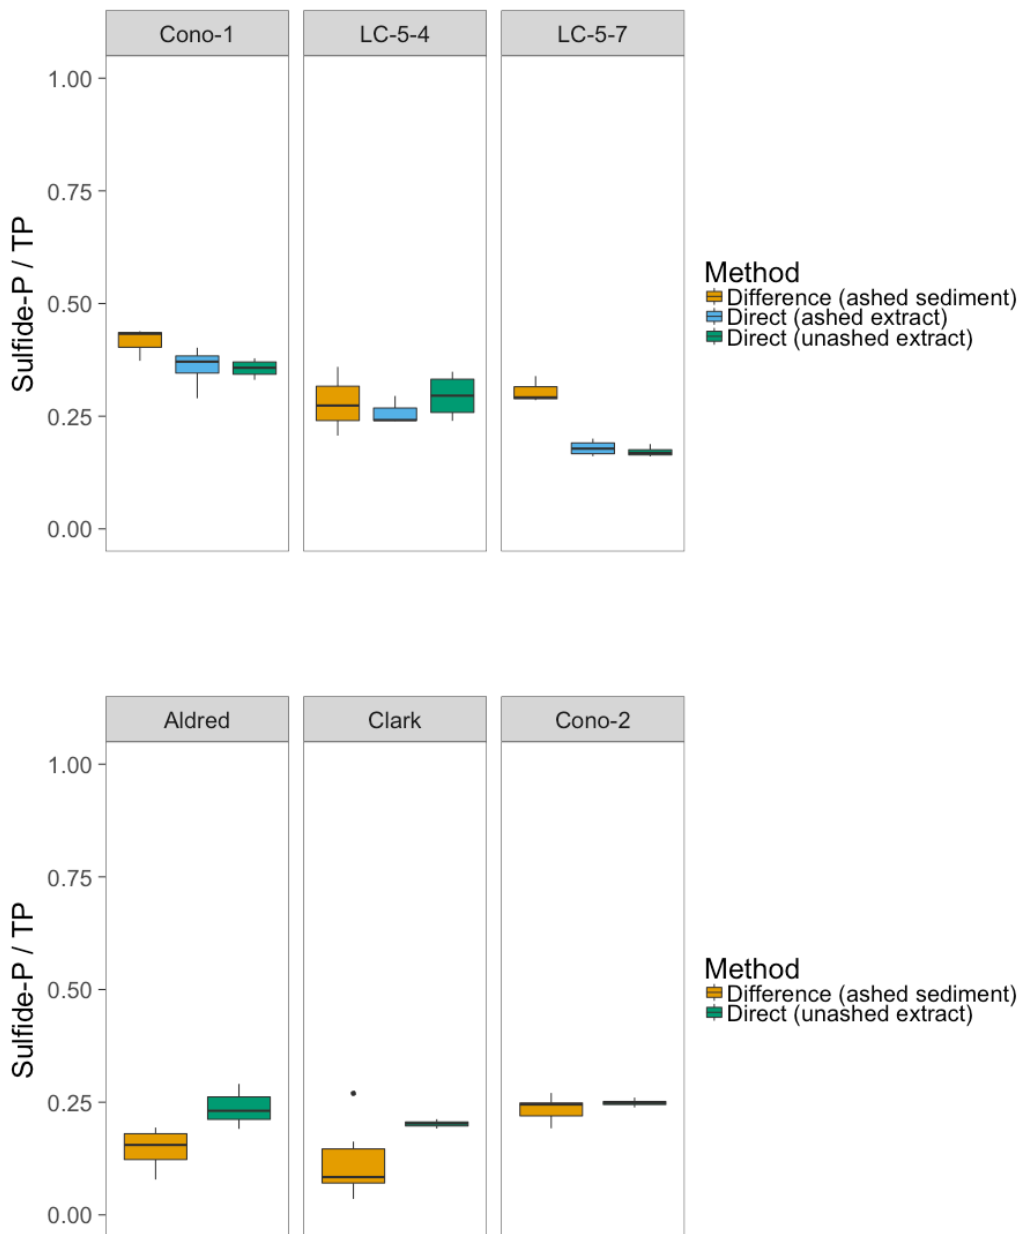 Cono-1 LC-5-4 LC-5-7
1.00
0.75
0.50
0.25
0.00
Sulfide-P / TP
Method
Difference (ashed sediment)
Direct (ashed extract)
Direct (unashed extract)
Aldred Clark Cono-2
1.00
0.75
0.50
0.25
0.00
Sulfide-P / TP
Method
Difference (ashed sediment)
Direct (unashed extract)